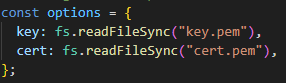 const options = {
  key: fs.readFileSync("key.pem"),
  cert: fs.readFileSync("cert.pem"),
};